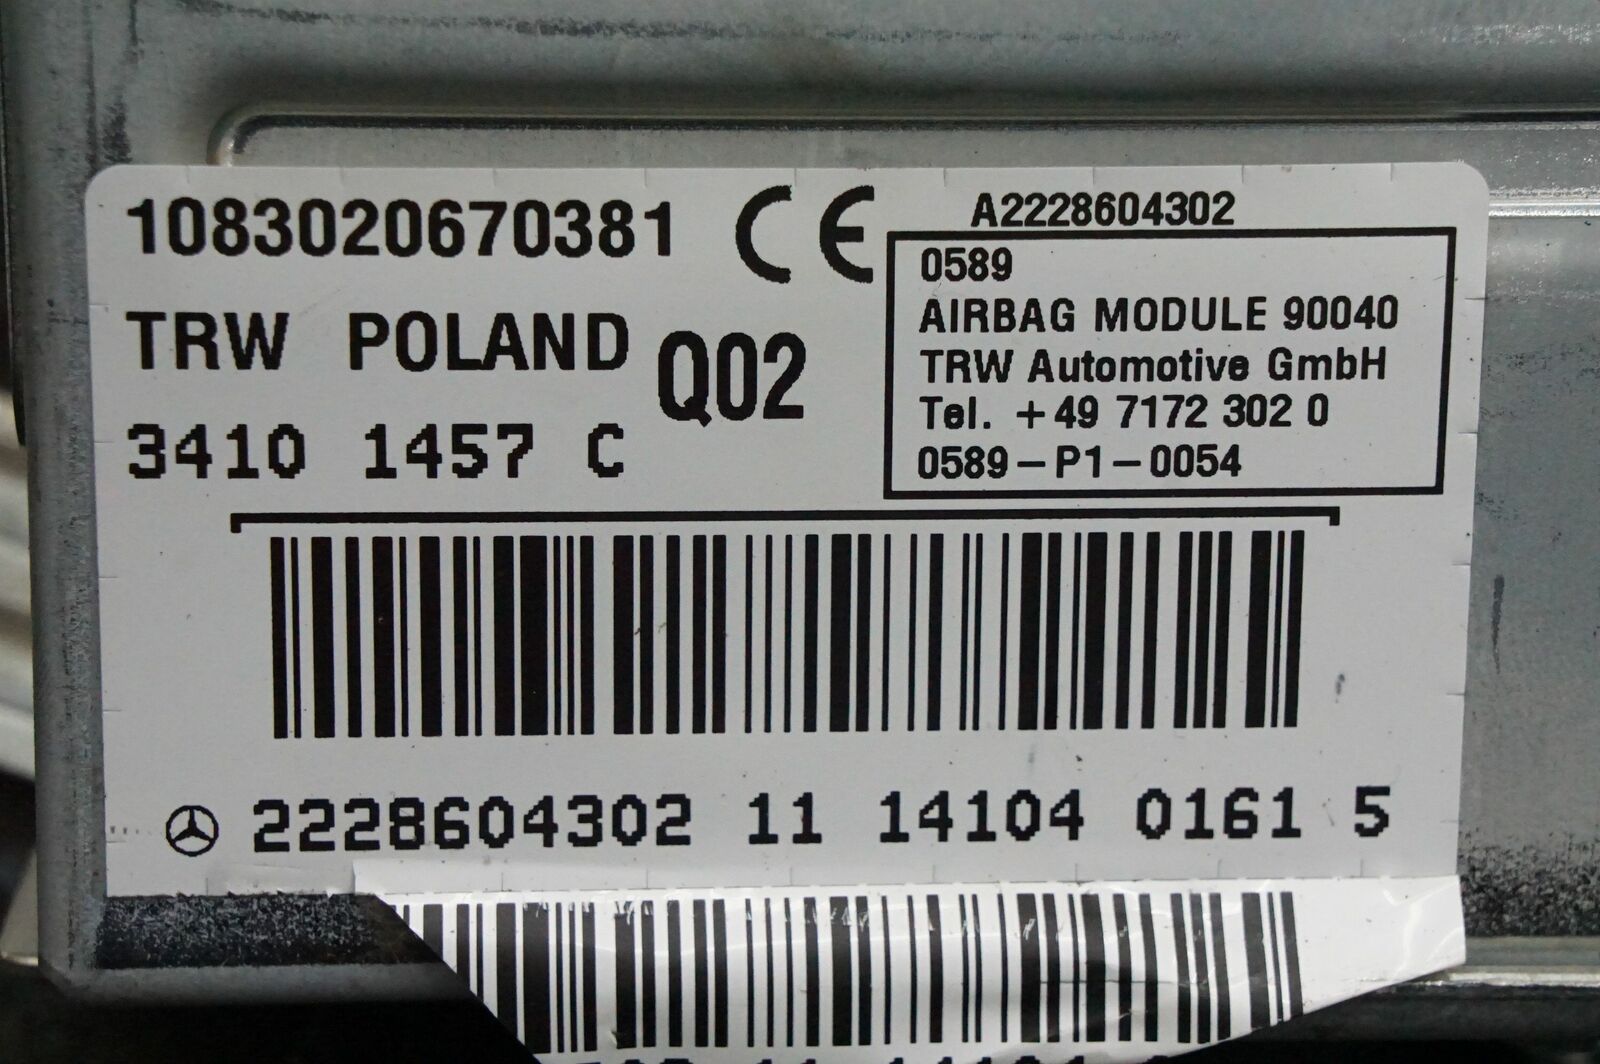 1083020670381 CE A2228604302
0589
AIRBAG MODULE 90040
TRW Automotive GmbH
Tel. +49 7172 302 0
0589-P1-0054
TRW POLAND Q02
3410 1457 C
2228604302 11 14104 0161 5